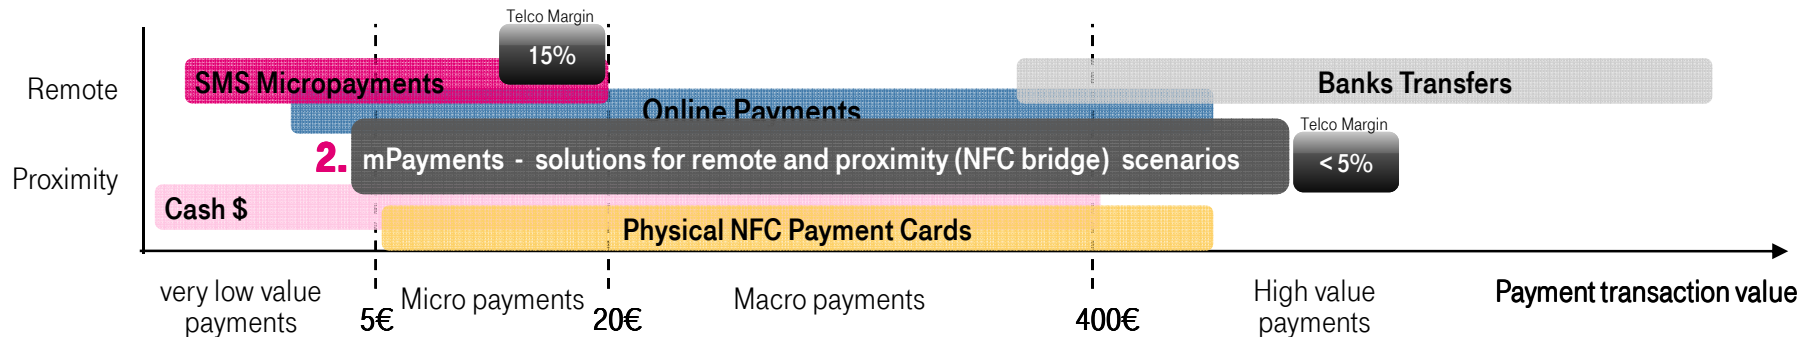 Telco Margin
15%
Remote
SMS Micropayments
Banks Transfers
Online Payments
Telco Margin
2. mPayments - solutions for remote and proximity (NFC bridge) scenarios
<5%
Proximity
Cash $
Physical NFC Payment Cards
very low value
payments
5€
Micro payments
20€
Macro payments
400€
High value
payments
Payment transaction value